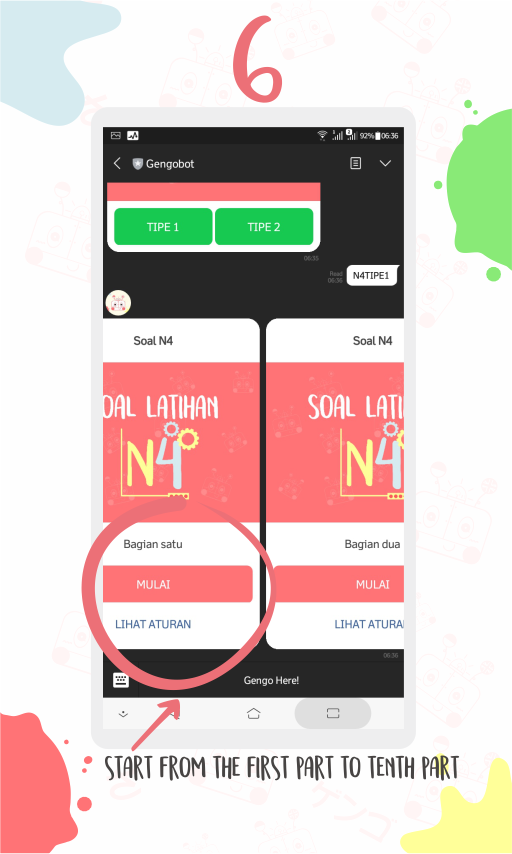 6
92% 06:36
Gengobot
TIPE 1
TIPE 2
06:35
Read
06:36
N4TIPE1
Soal N4
Soal N4
OAL LATIHAN
N4
SOAL LATI
N4
Bagian satu
Bagian dua
MULAI
MULAI
LIHAT ATURAN
LIHAT ATURA
06:36
Gengo Here!
START FROM THE FIRST PART TO TENTH PART